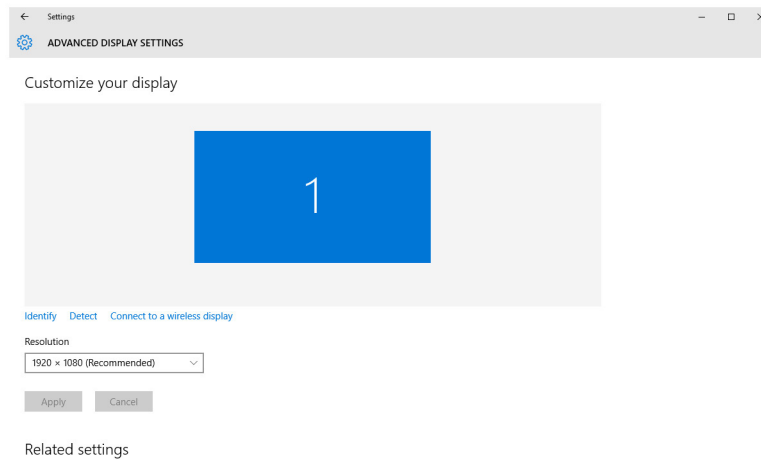 Settings
ADVANCED DISPLAY SETTINGS
Customize your display
1
Identify Detect Connect to a wireless display
Resolution
1920 × 1080 (Recommended)
Apply Cancel
Related settings